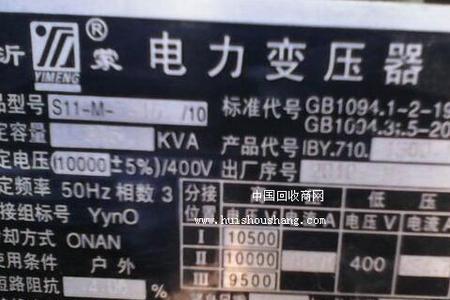 沂 YIMENG ® 蒙 电力变压器
品型号 S11-M- /10 标准代号 GB1094.1-2-19
定容量 KVA GB1094.3.5-20
产品代号 IBY.710.
定电压(10000±5%)/400V 出厂序号
定频率 50Hz 相数 3 分接位置 低压
接组标号 YynO 电压V 电流A
却方式 ONAN I 10500
使用条件 户外 II 10000 400
短路阻抗 III 9500
中国回收商网
www.huishoushang.com